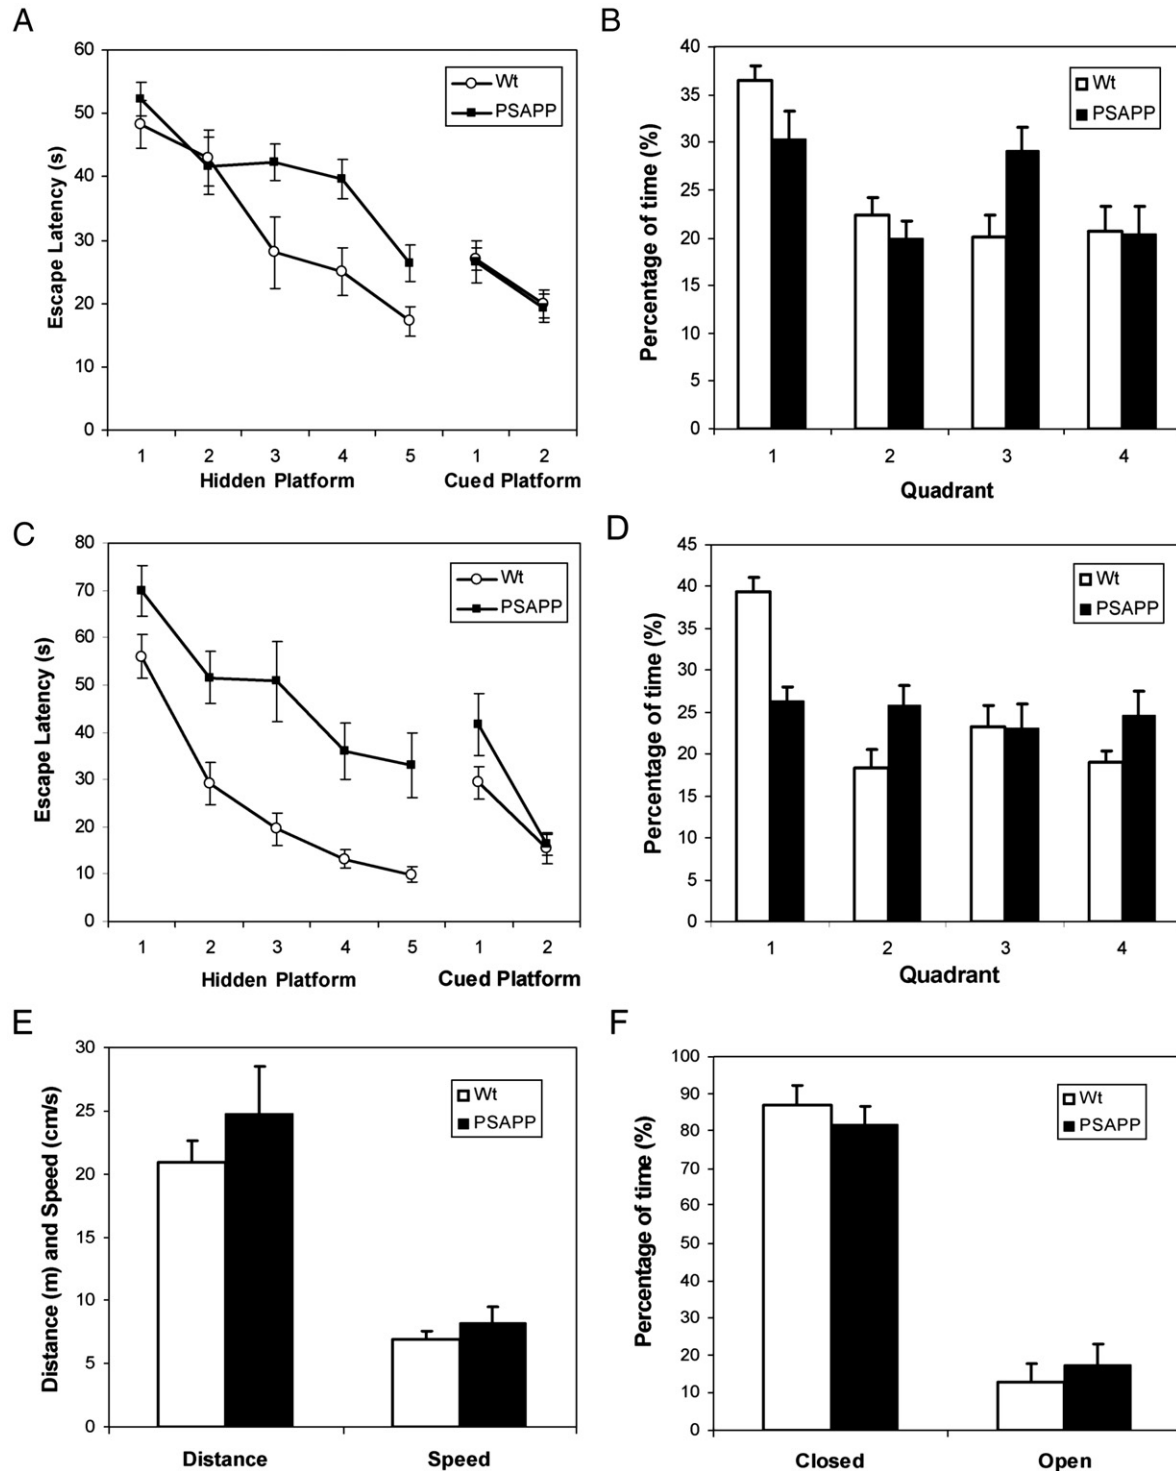 A
60
50
40
30
20
10
0
Escape Latency (s)
Wt
PSAPP
1 2 3 4 5 1 2
Hidden Platform Cued Platform
B
40
35
30
25
20
15
10
5
0
Percentage of time (%)
Wt
PSAPP
1 2 3 4
Quadrant
C
80
70
60
50
40
30
20
10
0
Escape Latency (s)
Wt
PSAPP
1 2 3 4 5 1 2
Hidden Platform Cued Platform
D
45
40
35
30
25
20
15
10
5
0
Percentage of time (%)
Wt
PSAPP
1 2 3 4
Quadrant
E
30
25
20
15
10
5
0
Distance (m) and Speed (cm/s)
Wt
PSAPP
Distance Speed
F
100
90
80
70
60
50
40
30
20
10
0
Percentage of time (%)
Wt
PSAPP
Closed Open